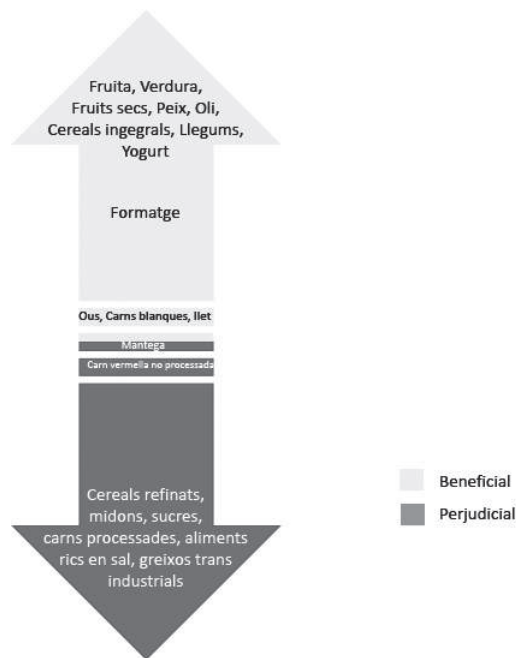 Fruita, Verdura,
Fruits secs, Peix, Oli,
Cereals ingegrals, Llegums,
Yogurt
Formatge
Ous, Carns blanques, llet
Mantega
Carn vermella no processada
Cereals refinats,
midons, sucres,
carns processades, aliments
rics en sal, greixos trans
industrials
Beneficial
Perjudicial